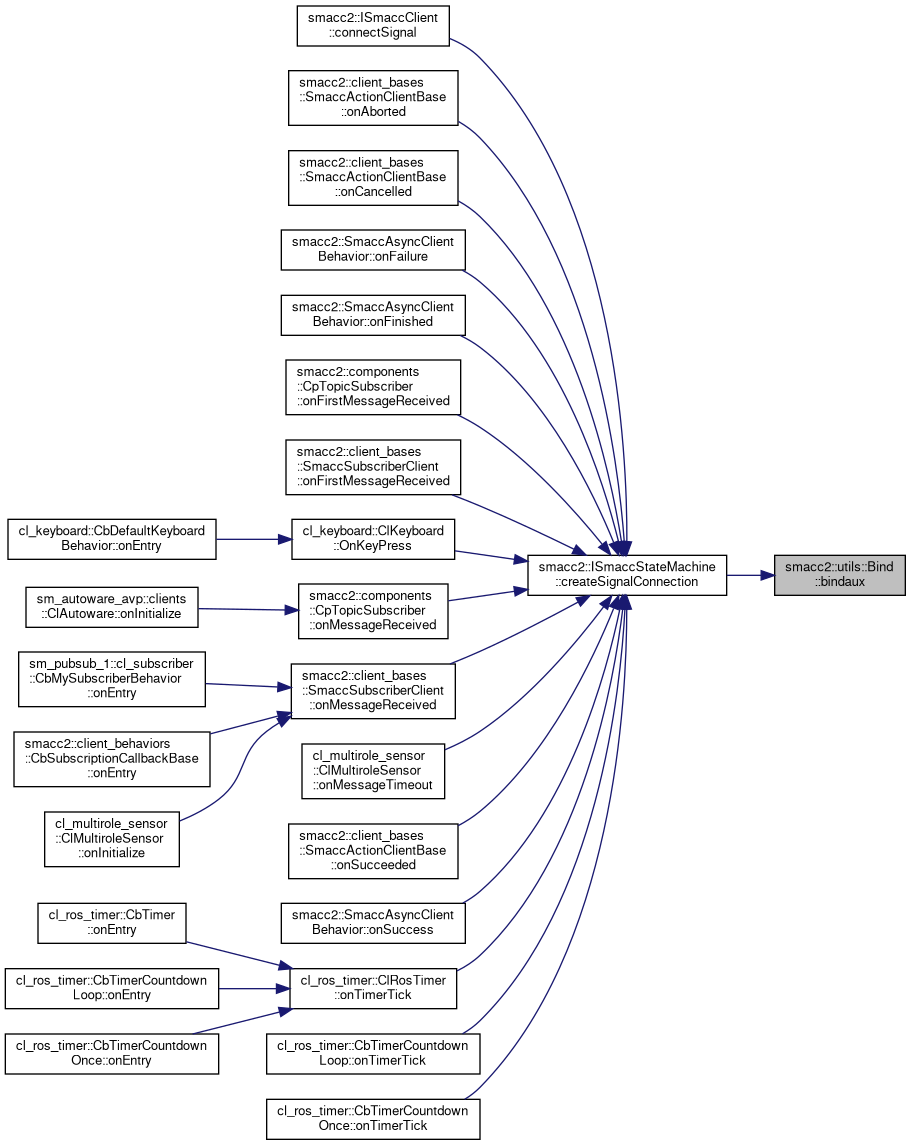 smacc2::ISmaccClient
::connectSignal
smacc2::client_bases
::SmaccActionClientBase
::onAborted
smacc2::client_bases
::SmaccActionClientBase
::onCancelled
smacc2::SmaccAsyncClient
Behavior::onFailure
smacc2::SmaccAsyncClient
Behavior::onFinished
smacc2::components
::CpTopicSubscriber
::onFirstMessageReceived
smacc2::client_bases
::SmaccSubscriberClient
::onFirstMessageReceived
cl_keyboard::CbDefaultKeyboard
Behavior::onEntry
cl_keyboard::ClKeyboard
::OnKeyPress
smacc2::ISmaccStateMachine
::createSignalConnection
smacc2::utils::Bind
::bindaux
sm_autoware_avp::clients
::ClAutoware::onInitialize
smacc2::components
::CpTopicSubscriber
::onMessageReceived
sm_pubsub_1::cl_subscriber
::CbMySubscriberBehavior
::onEntry
smacc2::client_bases
::SmaccSubscriberClient
::onMessageReceived
smacc2::client_behaviors
::CbSubscriptionCallbackBase
::onEntry
cl_multirole_sensor
::ClMultiroleSensor
::onMessageTimeout
cl_multirole_sensor
::ClMultiroleSensor
::onInitialize
smacc2::client_bases
::SmaccActionClientBase
::onSucceeded
cl_ros_timer::CbTimer
::onEntry
smacc2::SmaccAsyncClient
Behavior::onSuccess
cl_ros_timer::CbTimerCountdown
Loop::onEntry
cl_ros_timer::ClRosTimer
::onTimerTick
cl_ros_timer::CbTimerCountdown
Once::onEntry
cl_ros_timer::CbTimerCountdown
Loop::onTimerTick
cl_ros_timer::CbTimerCountdown
Once::onTimerTick